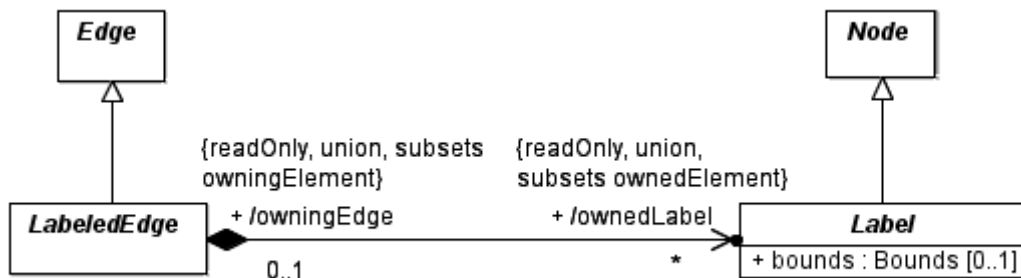 Edge
Node
{readOnly, union, subsets
owningElement}
{readOnly, union,
subsets ownedElement}
LabeledEdge
+ /owningEdge
+ /ownedLabel
Label
0..1
*
+ bounds : Bounds [0..1]